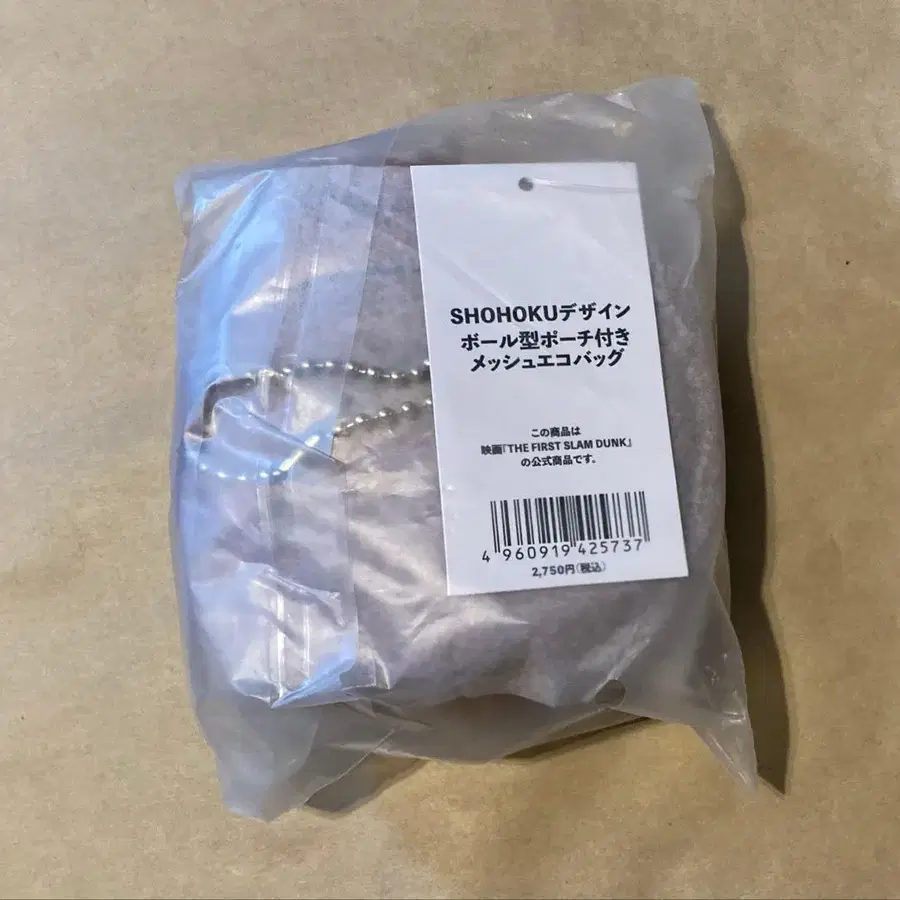 SHOHOKUデザイン
ボール型ポーチ付き
メッシュエコバッグ
この商品は
映画『THE FIRST SLAM DUNK』
の公式商品です。
4 960919 425737
2,750円(税込)